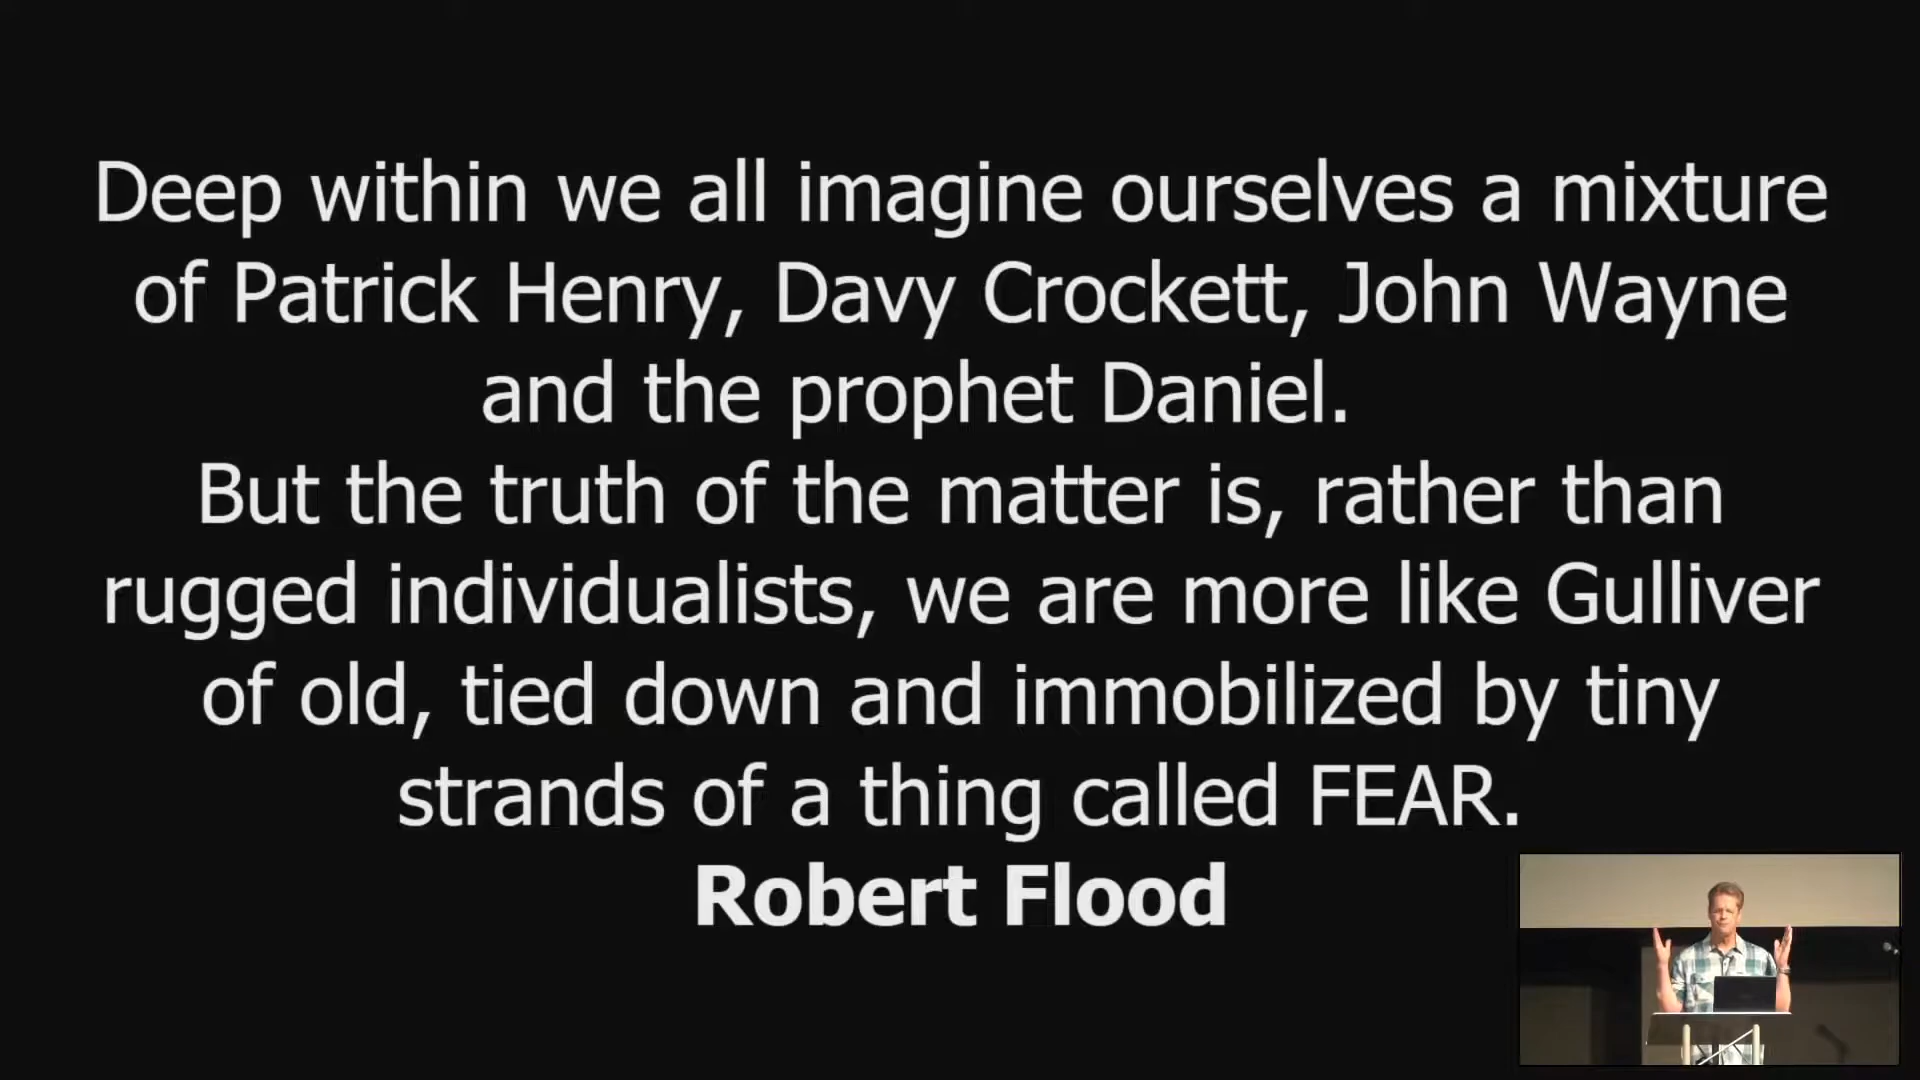 Deep within we all imagine ourselves a mixture
of Patrick Henry, Davy Crockett, John Wayne
and the prophet Daniel.
But the truth of the matter is, rather than
rugged individualists, we are more like Gulliver
of old, tied down and immobilized by tiny
strands of a thing called FEAR.
Robert Flood